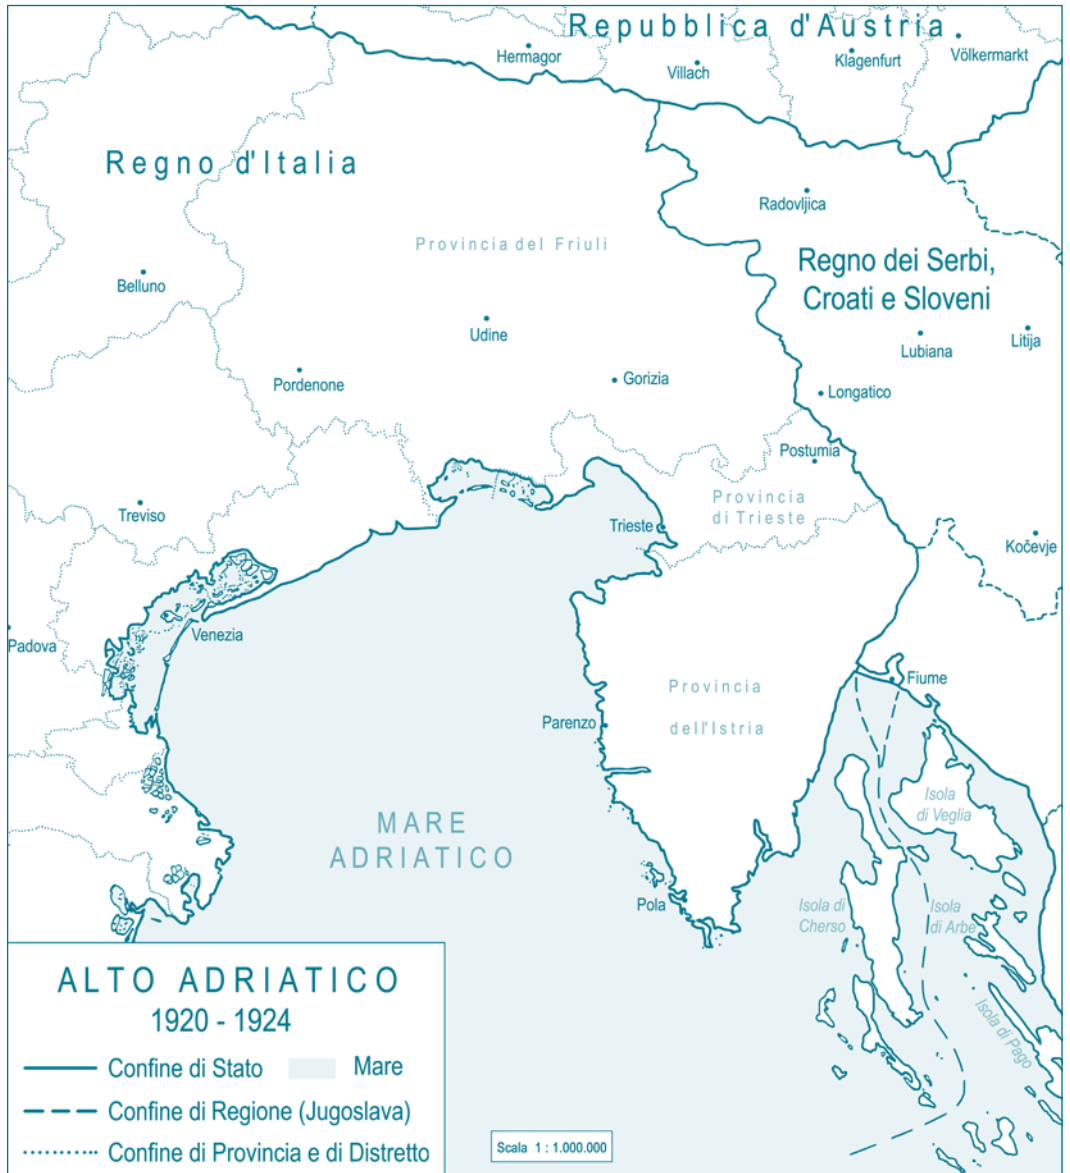 Repubblica d'Austria
Hermagor
Villach
Klagenfurt
Völkermarkt
Regno d'Italia
Radovljica
Provincia del Friuli
Regno dei Serbi,
Croati e Sloveni
Belluno
Udine
Lubiana
Litija
Pordenone
Gorizia
Longatico
Postumia
Treviso
Provincia
di Trieste
Trieste
Kočevje
Padova
Venezia
Fiume
Provincia
dell'Istria
Parenzo
Isola
di Veglia
MARE
ADRIATICO
Pola
Isola di
Cherso
Isola
di Arbe
Isola di Pago
ALTO ADRIATICO
1920 - 1924
Confine di Stato
Mare
Confine di Regione (Jugoslava)
Confine di Provincia e di Distretto
Scala 1 : 1.000.000